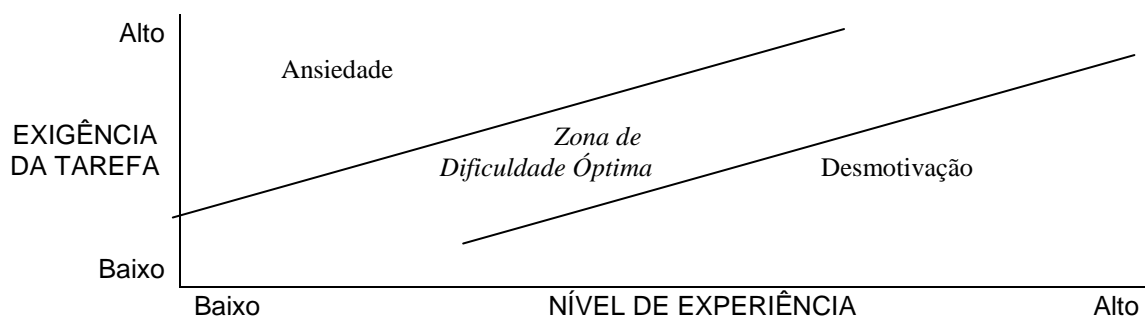 Alto
Ansiedade
EXIGÊNCIA
DA TAREFA
Zona de
Dificuldade Óptima
Desmotivação
Baixo
Baixo NÍVEL DE EXPERIÊNCIA Alto